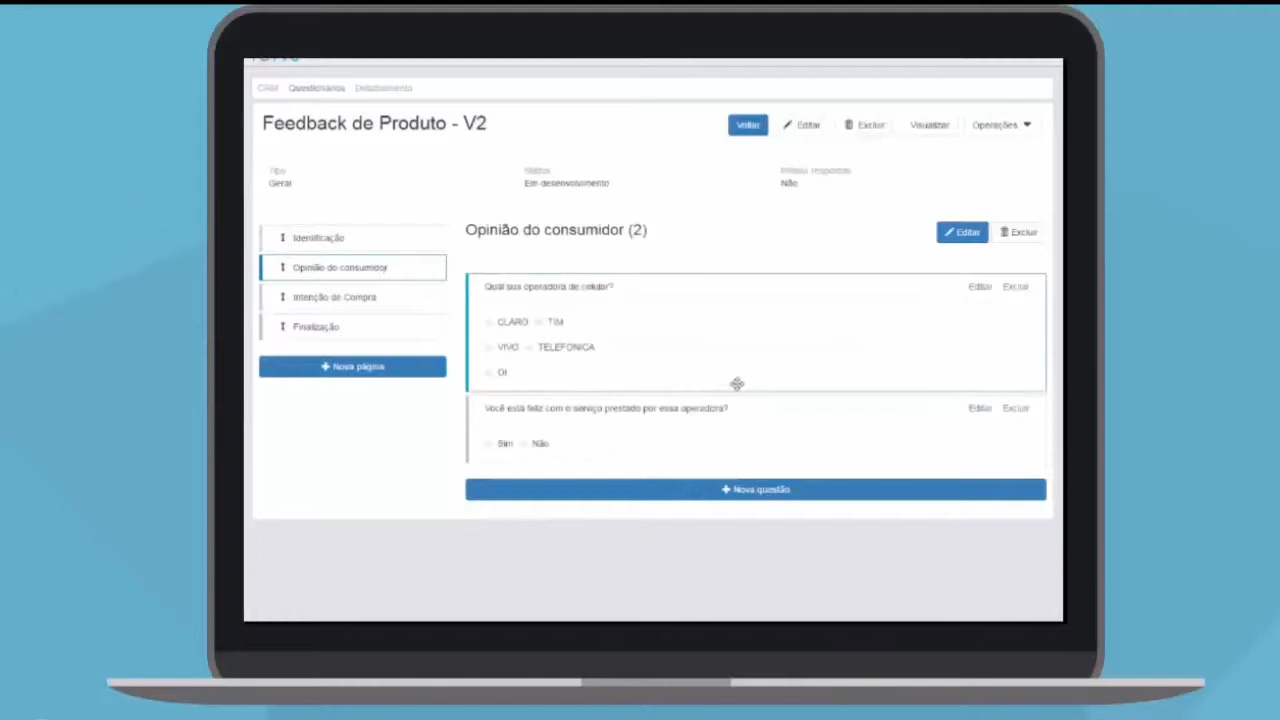 CRM Questionários Detalhamento
Feedback de Produto - V2
Voltar Editar Excluir Visualizar Operações
Tipo Status Possui respostas
Geral Em desenvolvimento Não
Identificação
Opinião do consumidor
Intenção de Compra
Finalização
Nova página
Opinião do consumidor (2)
Editar Excluir
Qual sua operadora de celular? Editar Excluir
CLARO TIM
VIVO TELEFONICA
OI
Você está feliz com o serviço prestado por essa operadora? Editar Excluir
Sim Não
Nova questão